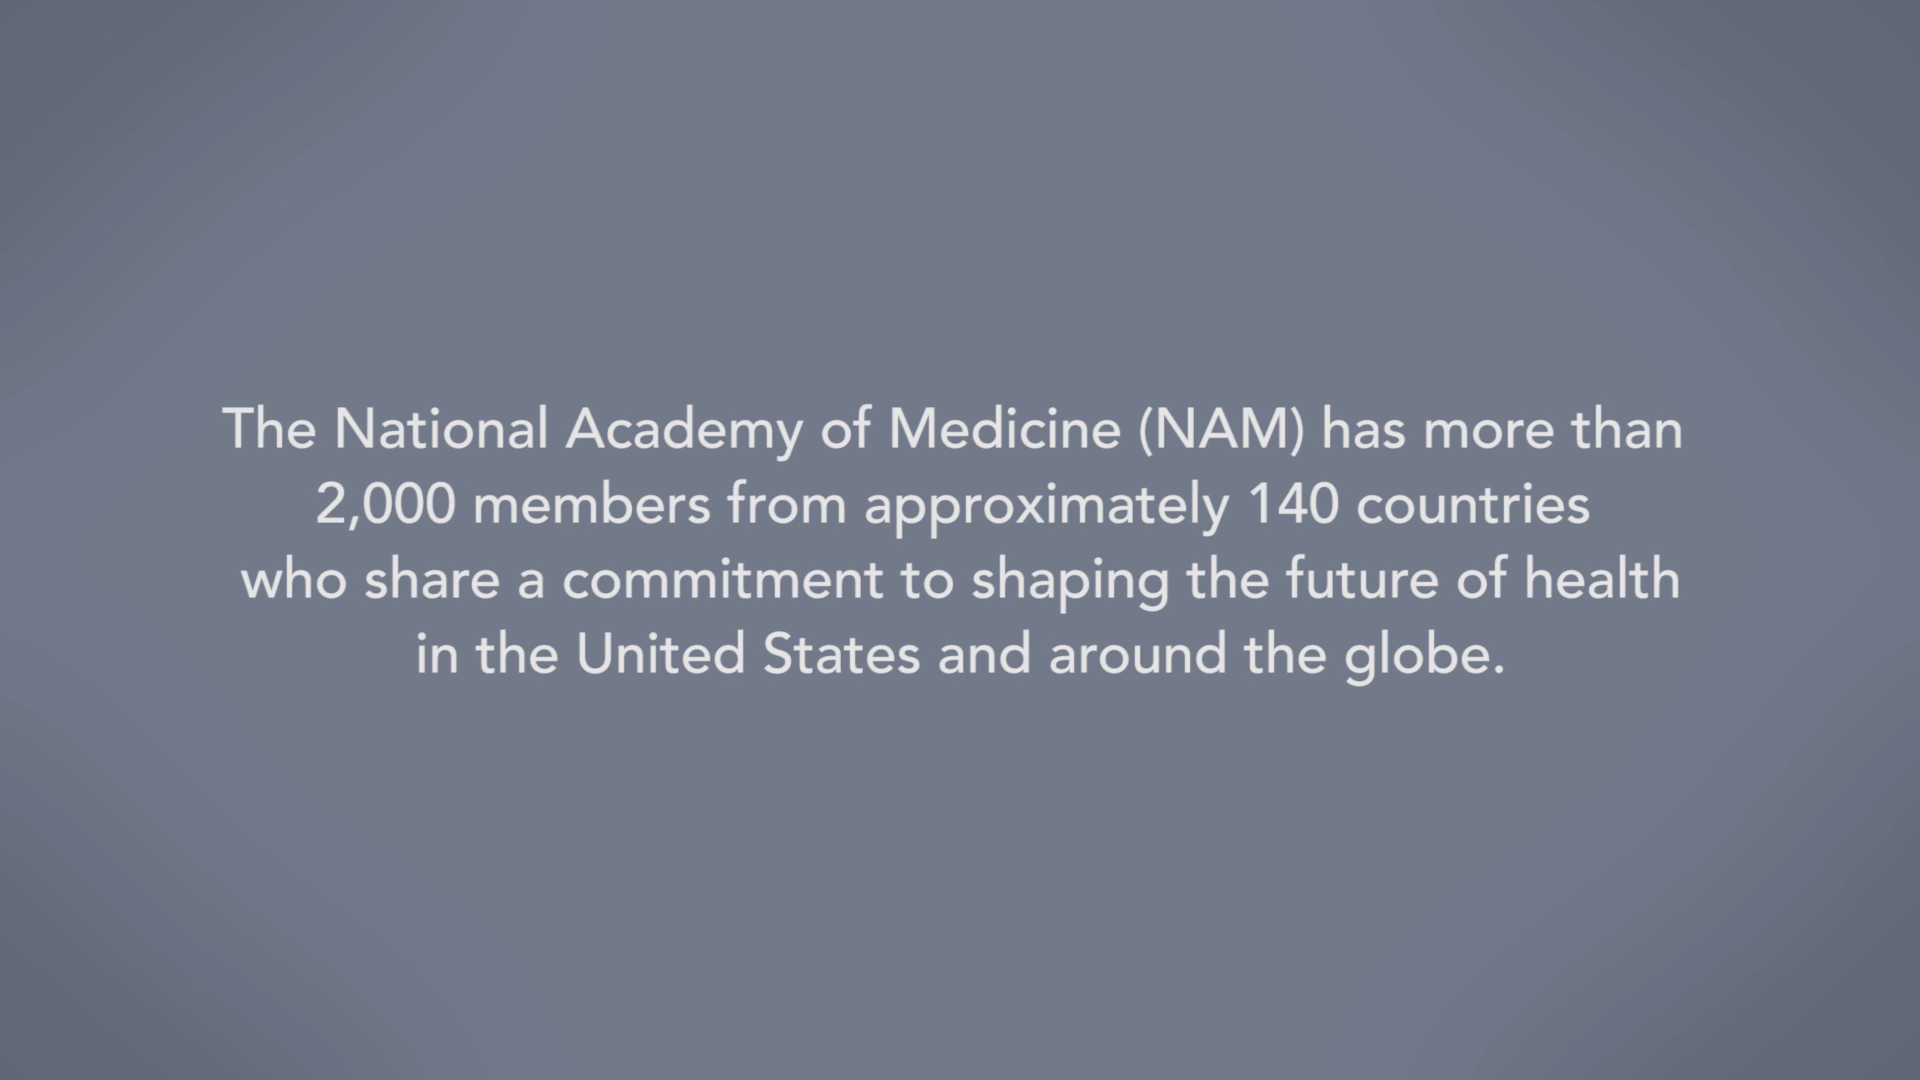 The National Academy of Medicine (NAM) has more than
2,000 members from approximately 140 countries
who share a commitment to shaping the future of health
in the United States and around the globe.